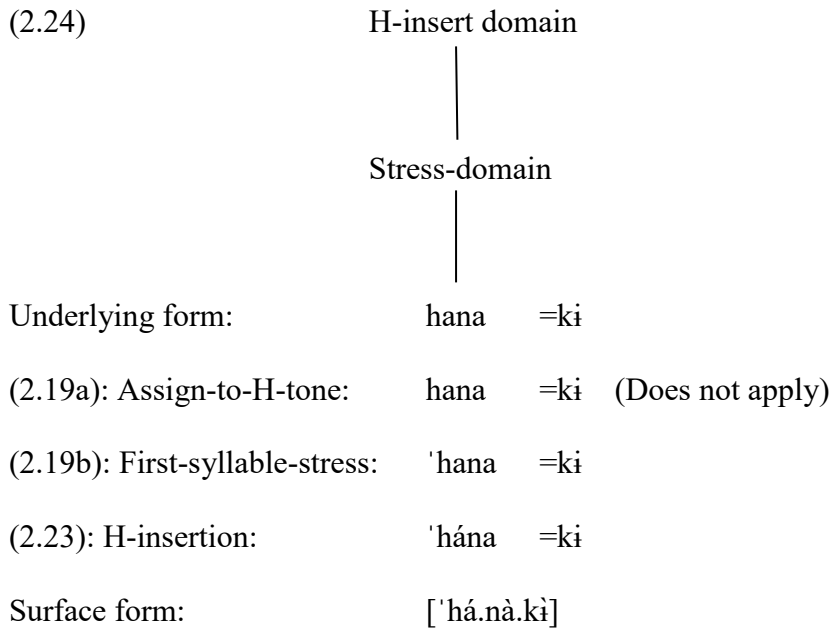 (2.24) H-insert domain
Stress-domain
Underlying form: hana =kɨ
(2.19a): Assign-to-H-tone: hana =kɨ (Does not apply)
(2.19b): First-syllable-stress: ˈhana =kɨ
(2.23): H-insertion: ˈhána =kɨ
Surface form: [ˈhá.nà.kɨ̀]